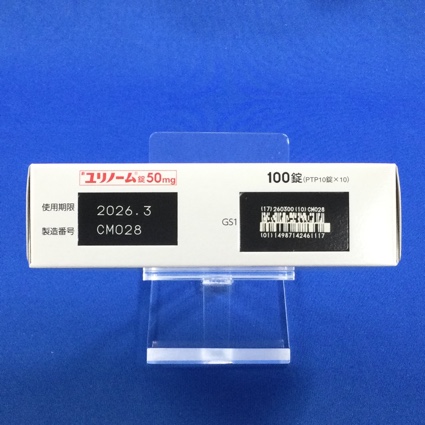 ユリノーム®錠50mg
100錠(PTP10錠×10)
使用期限 2026.3
製造番号 CM028
GS1
(17)260300(10)CM028
(01)14987142461117